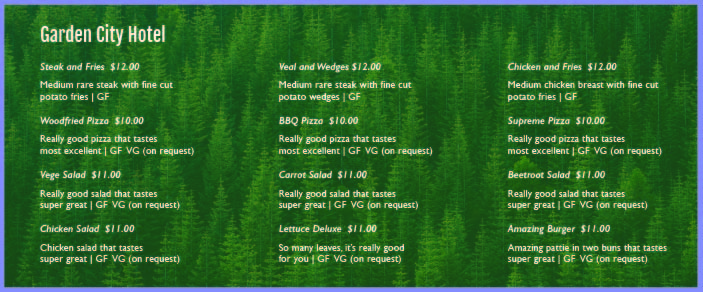 Garden City Hotel
Steak and Fries $12.00
Medium rare steak with fine cut
potato fries | GF
Woodfried Pizza $10.00
Really good pizza that tastes
most excellent | GF VG (on request)
Vege Salad $11.00
Really good salad that tastes
super great | GF VG (on request)
Chicken Salad $11.00
Chicken salad that tastes
super great | GF VG (on request)
Veal and Wedges $12.00
Medium rare steak with fine cut
potato wedges | GF
BBQ Pizza $10.00
Really good pizza that tastes
most excellent | GF VG (on request)
Carrot Salad $11.00
Really good salad that tastes
super great | GF VG (on request)
Lettuce Deluxe $11.00
So many leaves, it's really good
for you | GF VG (on request)
Chicken and Fries $12.00
Medium chicken breast with fine cut
potato fries | GF
Supreme Pizza $10.00
Really good pizza that tastes
most excellent | GF VG (on request)
Beetroot Salad $11.00
Really good salad that tastes
super great | GF VG (on request)
Amazing Burger $11.00
Amazing pattie in two buns that tastes
super great | GF VG (on request)